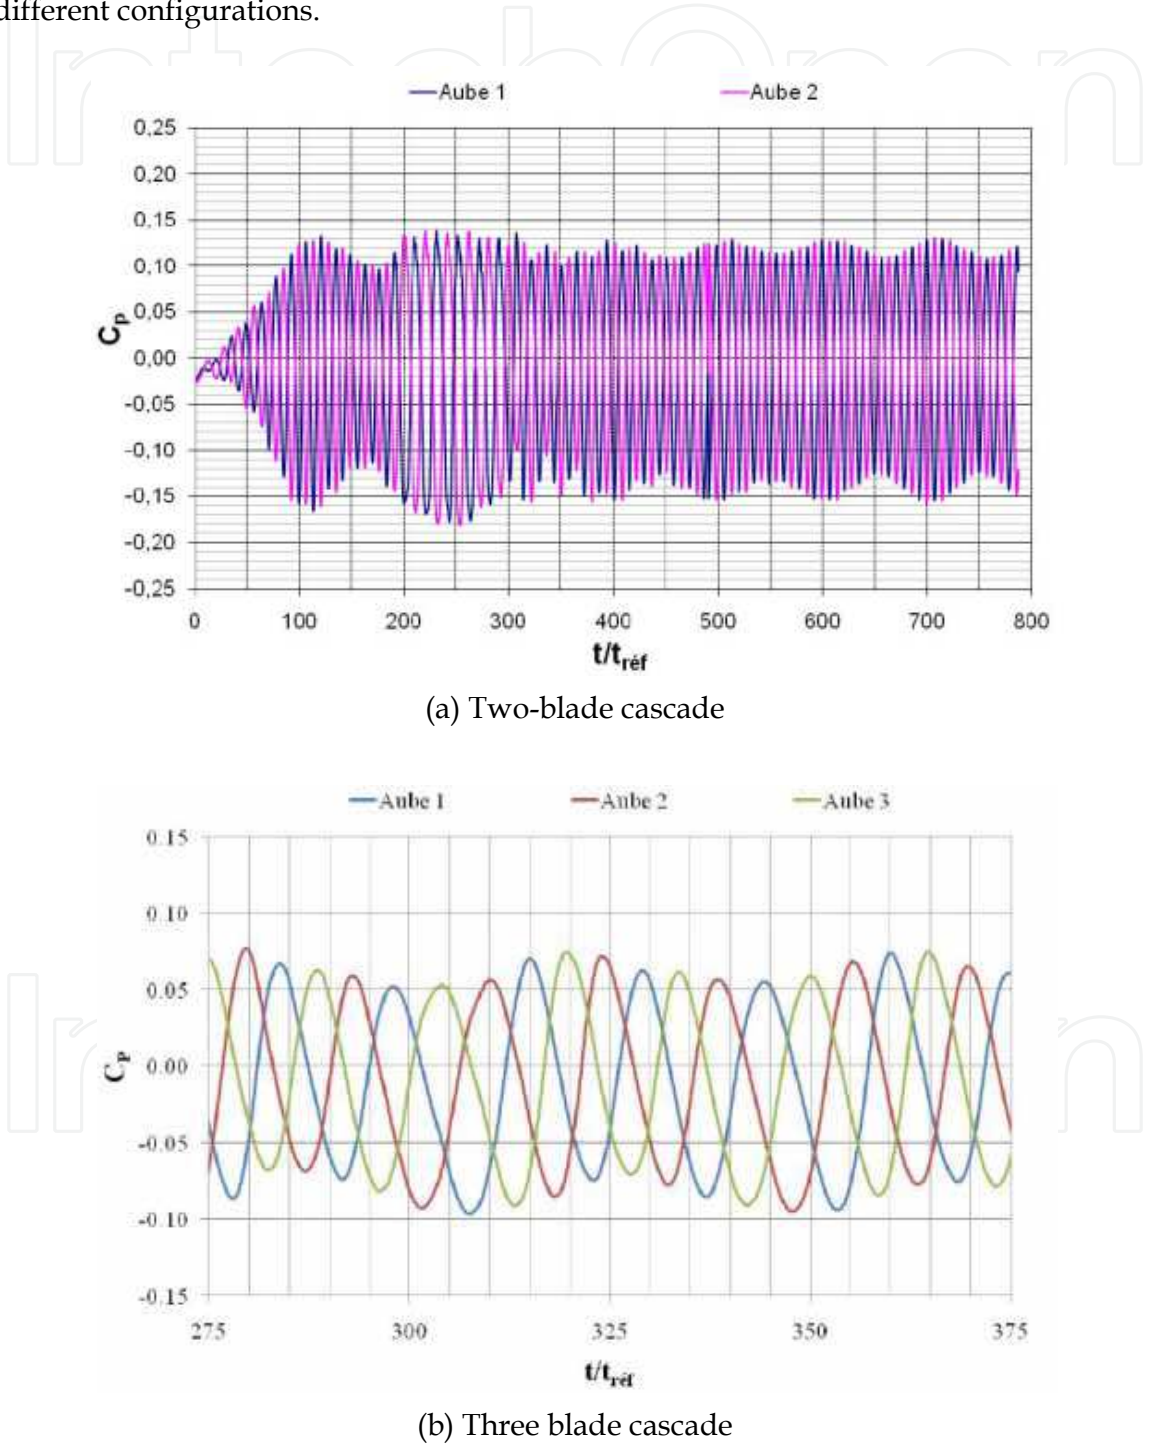 different configurations.
Aube 1 Aube 2
0,25
0,20
0,15
0,10
0,05
0,00
-0,05
-0,10
-0,15
-0,20
-0,25
Cp
0 100 200 300 400 500 600 700 800
t/tréf
(a) Two-blade cascade
Aube 1 Aube 2 Aube 3
0.15
0.10
0.05
0.00
-0.05
-0.10
-0.15
CP
275 300 325 350 375
t/tréf
(b) Three blade cascade